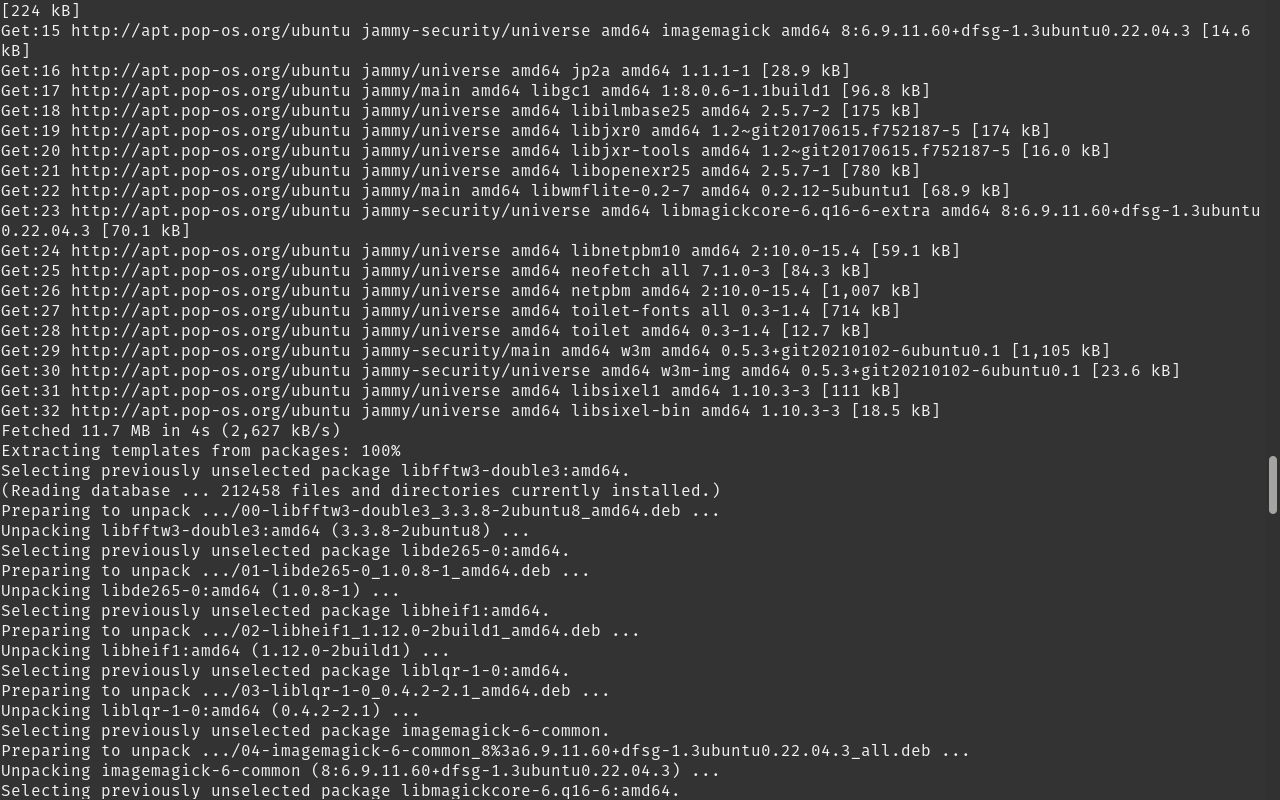 [224 kB]
Get:15 http://apt.pop-os.org/ubuntu jammy-security/universe amd64 imagemagick amd64 8:6.9.11.60+dfsg-1.3ubuntu0.22.04.3 [14.6
kB]
Get:16 http://apt.pop-os.org/ubuntu jammy/universe amd64 jp2a amd64 1.1.1-1 [28.9 kB]
Get:17 http://apt.pop-os.org/ubuntu jammy/main amd64 libgc1 amd64 1:8.0.6-1.1build1 [96.8 kB]
Get:18 http://apt.pop-os.org/ubuntu jammy/universe amd64 libilmbase25 amd64 2.5.7-2 [175 kB]
Get:19 http://apt.pop-os.org/ubuntu jammy/universe amd64 libjxr0 amd64 1.2~git20170615.f752187-5 [174 kB]
Get:20 http://apt.pop-os.org/ubuntu jammy/universe amd64 libjxr-tools amd64 1.2~git20170615.f752187-5 [16.0 kB]
Get:21 http://apt.pop-os.org/ubuntu jammy/universe amd64 libopenexr25 amd64 2.5.7-1 [780 kB]
Get:22 http://apt.pop-os.org/ubuntu jammy/main amd64 libwmflite-0.2-7 amd64 0.2.12-5ubuntu1 [68.9 kB]
Get:23 http://apt.pop-os.org/ubuntu jammy-security/universe amd64 libmagickcore-6.q16-6-extra amd64 8:6.9.11.60+dfsg-1.3ubuntu
0.22.04.3 [70.1 kB]
Get:24 http://apt.pop-os.org/ubuntu jammy/universe amd64 libnetpbm10 amd64 2:10.0-15.4 [59.1 kB]
Get:25 http://apt.pop-os.org/ubuntu jammy/universe amd64 neofetch all 7.1.0-3 [84.3 kB]
Get:26 http://apt.pop-os.org/ubuntu jammy/universe amd64 netpbm amd64 2:10.0-15.4 [1,007 kB]
Get:27 http://apt.pop-os.org/ubuntu jammy/universe amd64 toilet-fonts all 0.3-1.4 [714 kB]
Get:28 http://apt.pop-os.org/ubuntu jammy/universe amd64 toilet amd64 0.3-1.4 [12.7 kB]
Get:29 http://apt.pop-os.org/ubuntu jammy-security/main amd64 w3m amd64 0.5.3+git20210102-6ubuntu0.1 [1,105 kB]
Get:30 http://apt.pop-os.org/ubuntu jammy-security/universe amd64 w3m-img amd64 0.5.3+git20210102-6ubuntu0.1 [23.6 kB]
Get:31 http://apt.pop-os.org/ubuntu jammy/universe amd64 libsixel1 amd64 1.10.3-3 [111 kB]
Get:32 http://apt.pop-os.org/ubuntu jammy/universe amd64 libsixel-bin amd64 1.10.3-3 [18.5 kB]
Fetched 11.7 MB in 4s (2,627 kB/s)
Extracting templates from packages: 100%
Selecting previously unselected package libfftw3-double3:amd64.
(Reading database ... 212458 files and directories currently installed.)
Preparing to unpack .../00-libfftw3-double3_3.3.8-2ubuntu8_amd64.deb ...
Unpacking libfftw3-double3:amd64 (3.3.8-2ubuntu8) ...
Selecting previously unselected package libde265-0:amd64.
Preparing to unpack .../01-libde265-0_1.0.8-1_amd64.deb ...
Unpacking libde265-0:amd64 (1.0.8-1) ...
Selecting previously unselected package libheif1:amd64.
Preparing to unpack .../02-libheif1_1.12.0-2build1_amd64.deb ...
Unpacking libheif1:amd64 (1.12.0-2build1) ...
Selecting previously unselected package liblqr-1-0:amd64.
Preparing to unpack .../03-liblqr-1-0_0.4.2-2.1_amd64.deb ...
Unpacking liblqr-1-0:amd64 (0.4.2-2.1) ...
Selecting previously unselected package imagemagick-6-common.
Preparing to unpack .../04-imagemagick-6-common_8%3a6.9.11.60+dfsg-1.3ubuntu0.22.04.3_all.deb ...
Unpacking imagemagick-6-common (8:6.9.11.60+dfsg-1.3ubuntu0.22.04.3) ...
Selecting previously unselected package libmagickcore-6.q16-6:amd64.